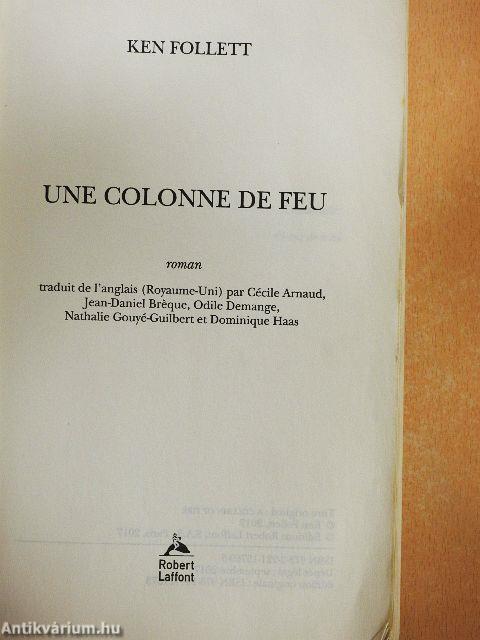 KEN FOLLETT
UNE COLONNE DE FEU
roman
traduit de l'anglais (Royaume-Uni) par Cécile Arnaud,
Jean-Daniel Brèque, Odile Demange,
Nathalie Gouyé-Guilbert et Dominique Haas
Robert
Laffont
Antikvárium.hu